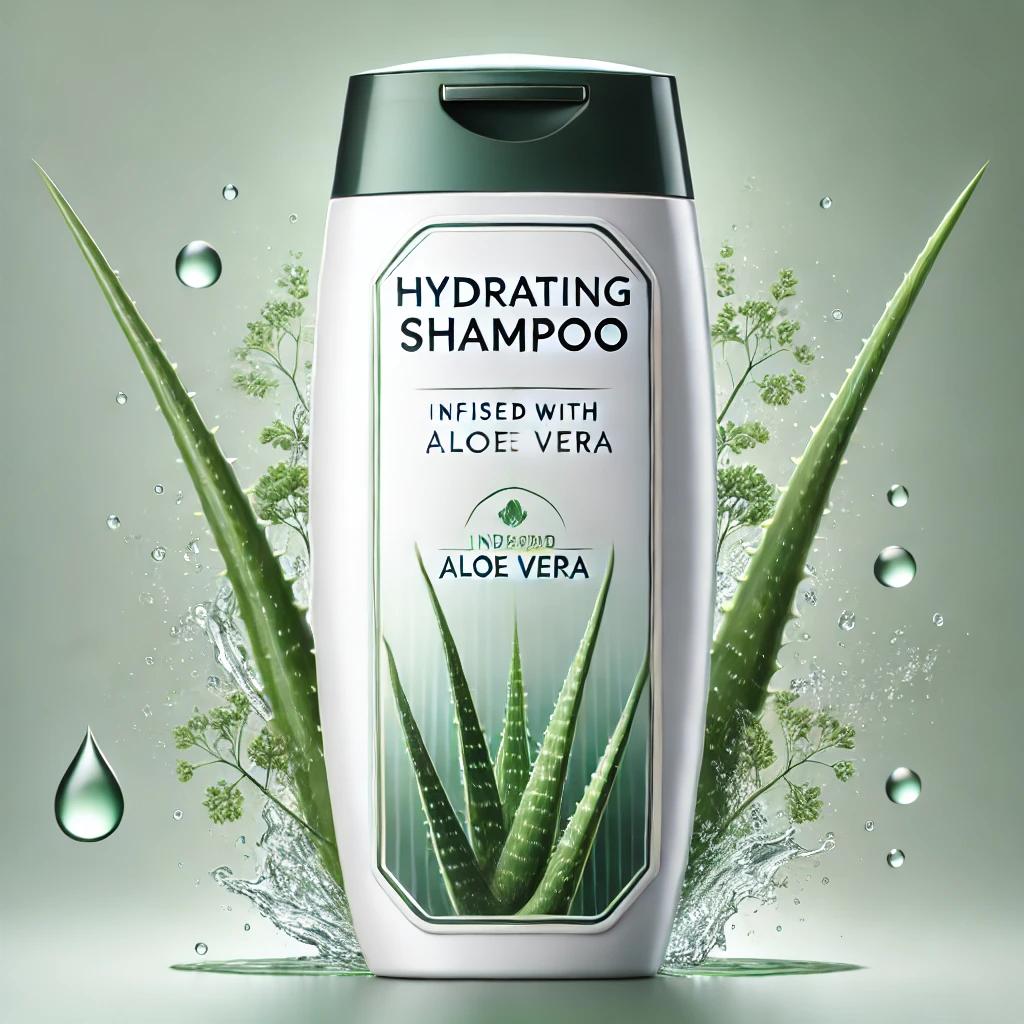 HYDRATING
SHAMPOO
INFISED WITH
ALOEE VERA
ALOE VERA